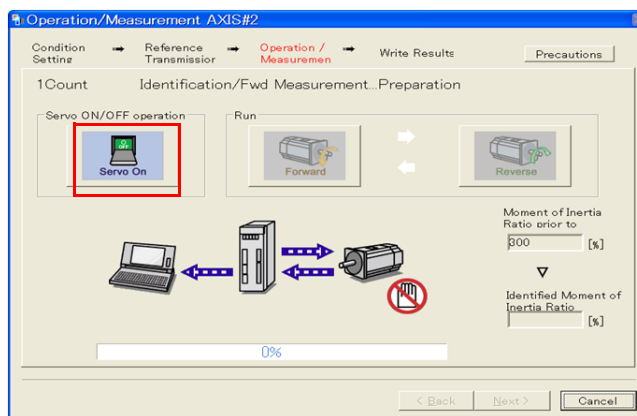 Operation/Measurement AXIS#2
Condition Setting
Reference Transmissior
Operation / Measuremen
Write Results
Precautions
1Count Identification/Fwd Measurement...Preparation
Servo ON/OFF operation
Run
OFF
Servo On
Forward
Reverse
Moment of Inertia
Ratio prior to
300 [%]
Identified Moment of
Inertia Ratio
[%]
0%
< Back
Next >
Cancel